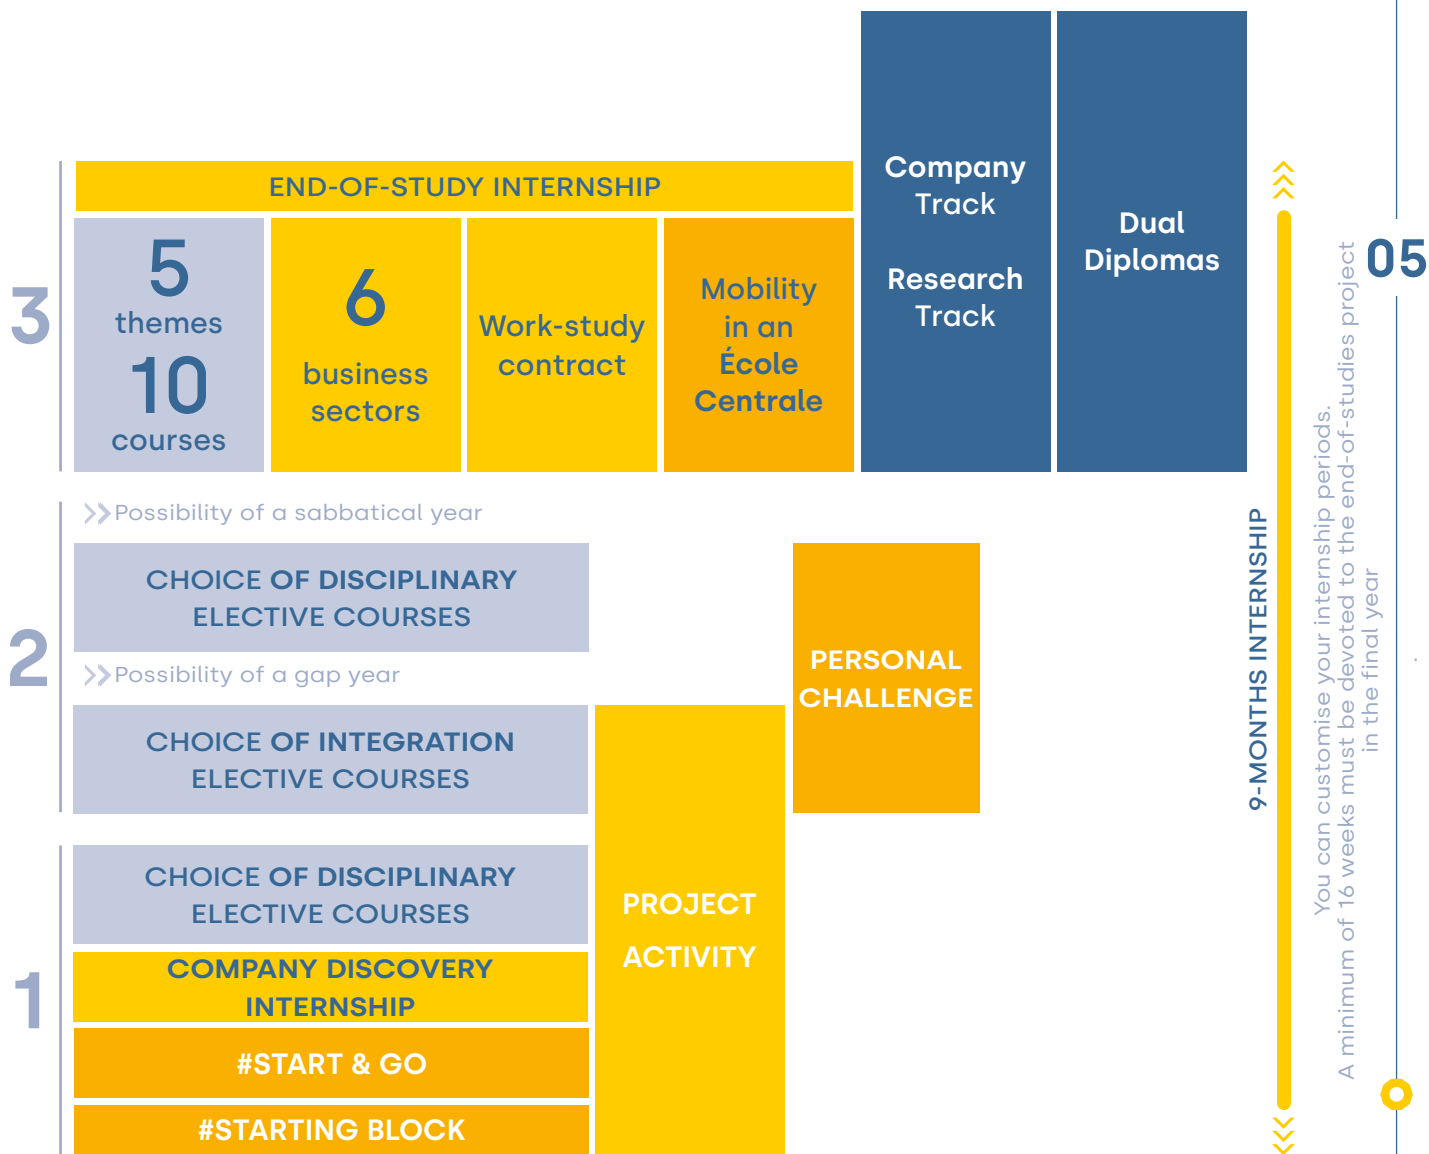 END-OF-STUDY INTERNSHIP
3
5
themes
10
courses
6
business
sectors
Work-study
contract
Mobility
in an
École
Centrale
Company
Track
Research
Track
Dual
Diplomas
05
2
Possibility of a sabbatical year
CHOICE OF DISCIPLINARY
ELECTIVE COURSES
Possibility of a gap year
CHOICE OF INTEGRATION
ELECTIVE COURSES
PERSONAL
CHALLENGE
1
CHOICE OF DISCIPLINARY
ELECTIVE COURSES
COMPANY DISCOVERY
INTERNSHIP
#START & GO
#STARTING BLOCK
PROJECT
ACTIVITY
9-MONTHS INTERNSHIP
You can customise your internship periods.
A minimum of 16 weeks must be devoted to the end-of-studies project
in the final year